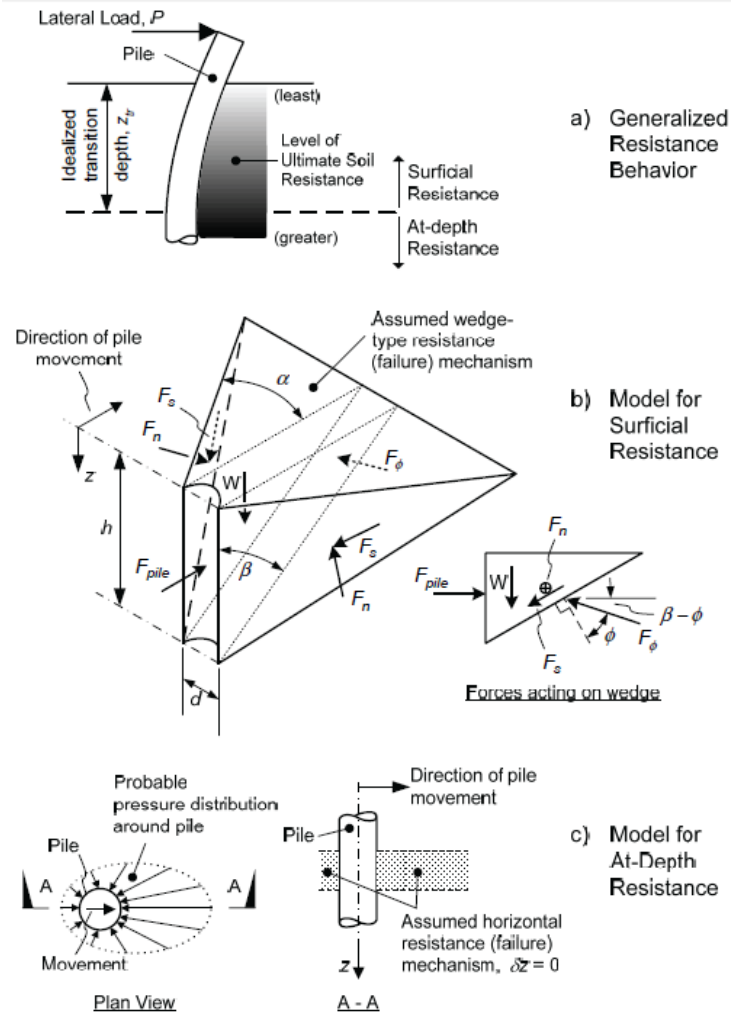 Lateral Load, P
Pile
Idealized
transition
depth, z_tr
(least)
Level of
Ultimate Soil
Resistance
(greater)
Surficial
Resistance
At-depth
Resistance
a) Generalized
Resistance
Behavior
Direction of pile
movement
z
h
d
F_s
F_n
α
W
F_pile
β
Assumed wedge-
type resistance
(failure) mechanism
F_ϕ
F_s
F_n
b) Model for
Surficial
Resistance
F_n
F_pile
W
F_s
ϕ
F_ϕ
β – ϕ
Forces acting on wedge
Probable
pressure distribution
around pile
Pile
A
A
Movement
Plan View
Direction of pile
movement
Pile
Assumed horizontal
resistance (failure)
mechanism, δz = 0
z
A - A
c) Model for
At-Depth
Resistance